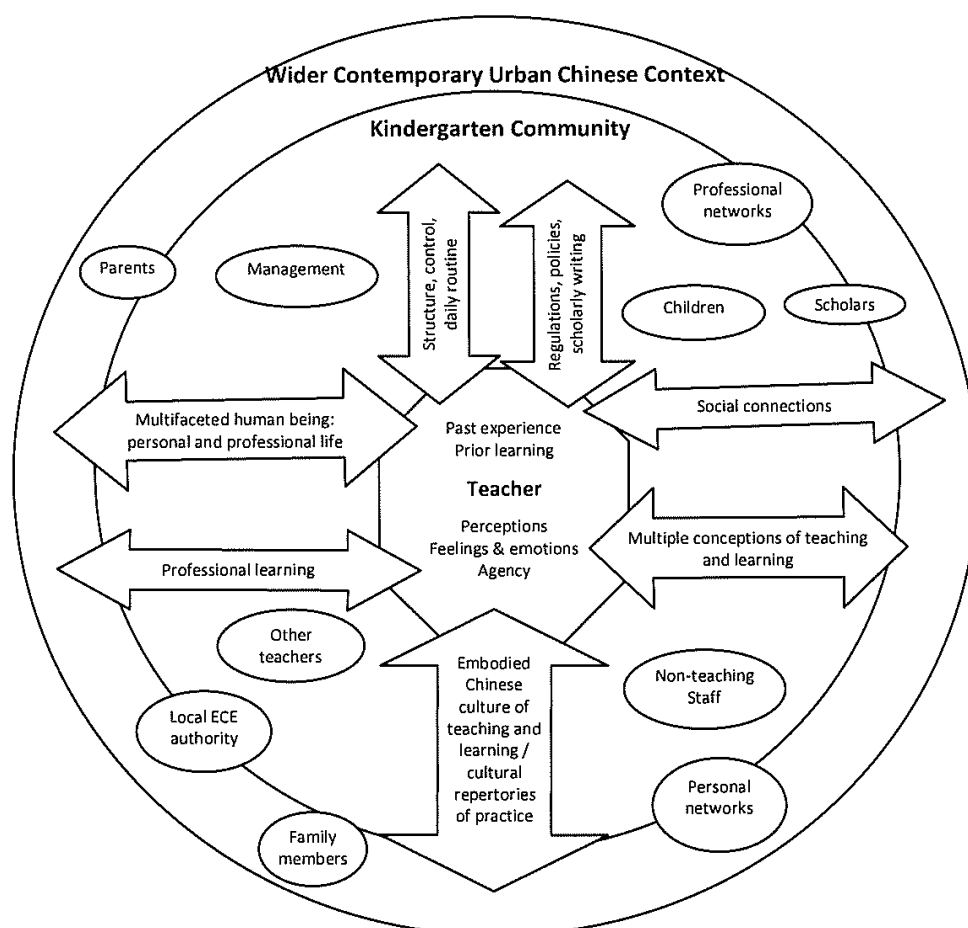 Wider Contemporary Urban Chinese Context
Kindergarten Community
Professional
networks
Parents
Management
Structure, control,
daily routine
Regulations, policies,
scholarly writing
Children
Scholars
Multifaceted human being:
personal and professional life
Past experience
Prior learning
Social connections
Teacher
Perceptions
Feelings & emotions
Agency
Multiple conceptions of teaching
and learning
Professional learning
Other
teachers
Embodied
Chinese
culture of
teaching and
learning /
cultural
repertories
of practice
Non-teaching
Staff
Local ECE
authority
Personal
networks
Family
members